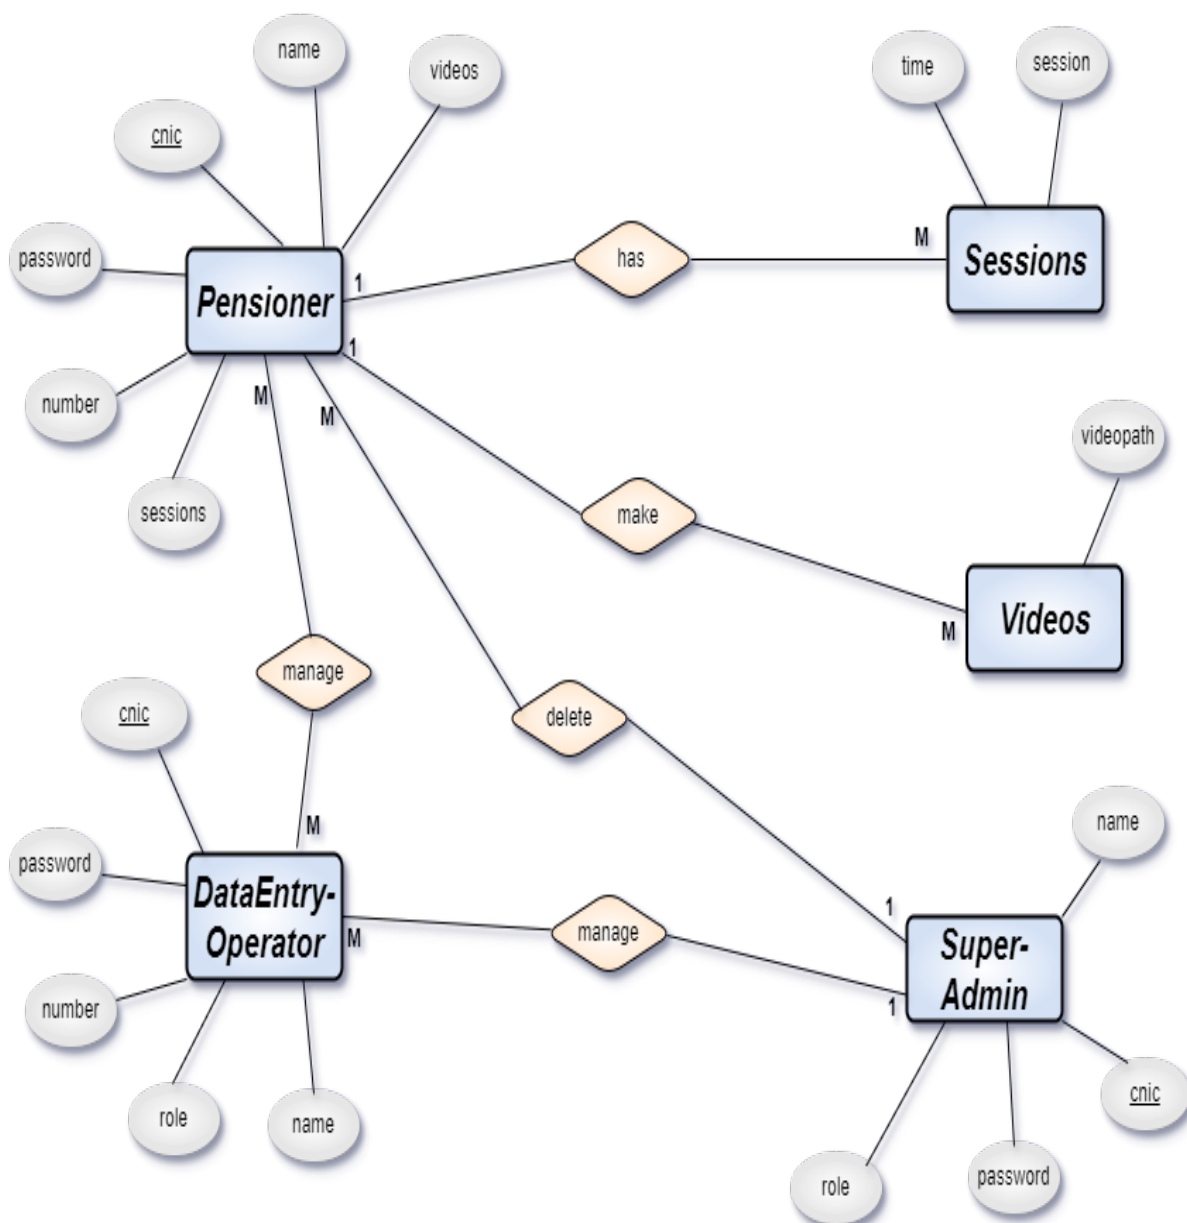 name
videos
time
session
cnic
password
Pensioner
1
has
M
Sessions
number
1
M
M
sessions
videopath
make
M
Videos
manage
cnic
delete
M
name
password
DataEntry-
Operator
M
manage
1
Super-
Admin
1
number
role
name
cnic
role
password